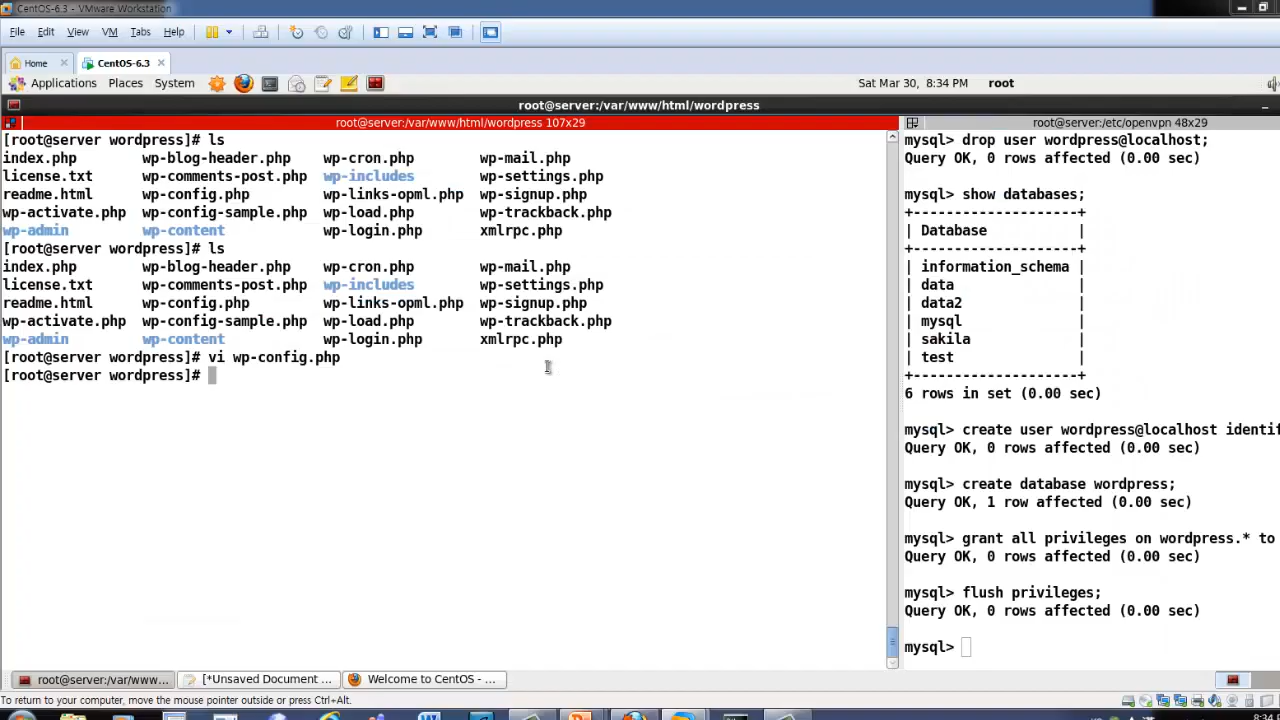 CentOS-6.3 - VMware Workstation
File Edit View VM Tabs Help
Home CentOS-6.3
Applications Places System Sat Mar 30, 8:34 PM root
root@server:/var/www/html/wordpress
root@server:/var/www/html/wordpress 107x29
[root@server wordpress]# ls
index.php wp-blog-header.php wp-cron.php wp-mail.php
license.txt wp-comments-post.php wp-includes wp-settings.php
readme.html wp-config.php wp-links-opml.php wp-signup.php
wp-activate.php wp-config-sample.php wp-load.php wp-trackback.php
wp-admin wp-content wp-login.php xmlrpc.php
[root@server wordpress]# ls
index.php wp-blog-header.php wp-cron.php wp-mail.php
license.txt wp-comments-post.php wp-includes wp-settings.php
readme.html wp-config.php wp-links-opml.php wp-signup.php
wp-activate.php wp-config-sample.php wp-load.php wp-trackback.php
wp-admin wp-content wp-login.php xmlrpc.php
[root@server wordpress]# vi wp-config.php
[root@server wordpress]#
root@server:/etc/openvpn 48x29
mysql> drop user wordpress@localhost;
Query OK, 0 rows affected (0.00 sec)
mysql> show databases;
+--------------------+
| Database |
+--------------------+
| information_schema |
| data |
| data2 |
| mysql |
| sakila |
| test |
+--------------------+
6 rows in set (0.00 sec)
mysql> create user wordpress@localhost identif
Query OK, 0 rows affected (0.00 sec)
mysql> create database wordpress;
Query OK, 1 row affected (0.00 sec)
mysql> grant all privileges on wordpress.* to
Query OK, 0 rows affected (0.00 sec)
mysql> flush privileges;
Query OK, 0 rows affected (0.00 sec)
mysql>
root@server:/var/www... [*Unsaved Document ... Welcome to CentOS - ...
To return to your computer, move the mouse pointer outside or press Ctrl+Alt.
8:34